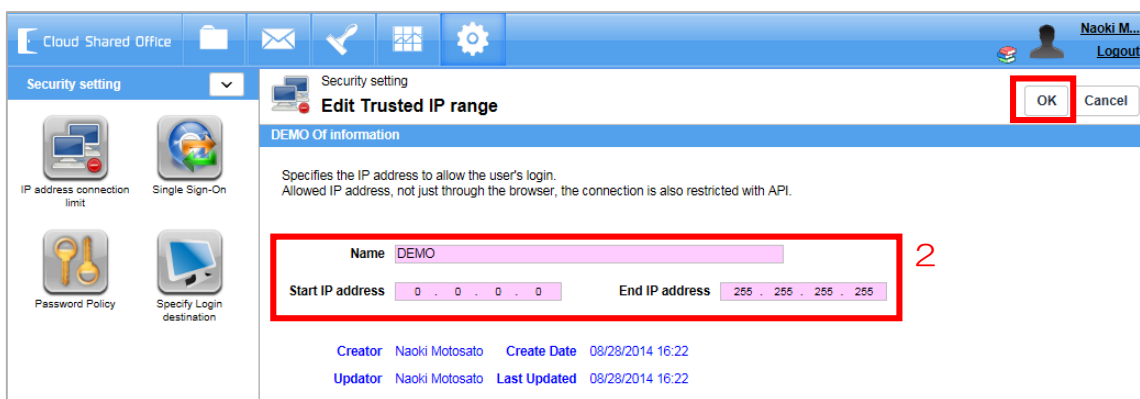 Cloud Shared Office
Naoki M...
Logout
Security setting
IP address connection
limit
Single Sign-On
Password Policy
Specify Login
destination
Security setting
Edit Trusted IP range
OK Cancel
DEMO Of information
Specifies the IP address to allow the user's login.
Allowed IP address, not just through the browser, the connection is also restricted with API.
Name DEMO
Start IP address 0 . 0 . 0 . 0 End IP address 255 . 255 . 255 . 255
2
Creator Naoki Motosato Create Date 08/28/2014 16:22
Updator Naoki Motosato Last Updated 08/28/2014 16:22